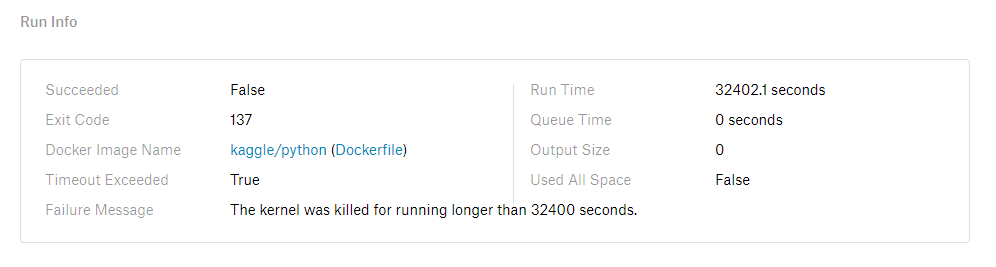 Run Info
Succeeded False Run Time 32402.1 seconds
Exit Code 137 Queue Time 0 seconds
Docker Image Name kaggle/python (Dockerfile) Output Size 0
Timeout Exceeded True Used All Space False
Failure Message The kernel was killed for running longer than 32400 seconds.